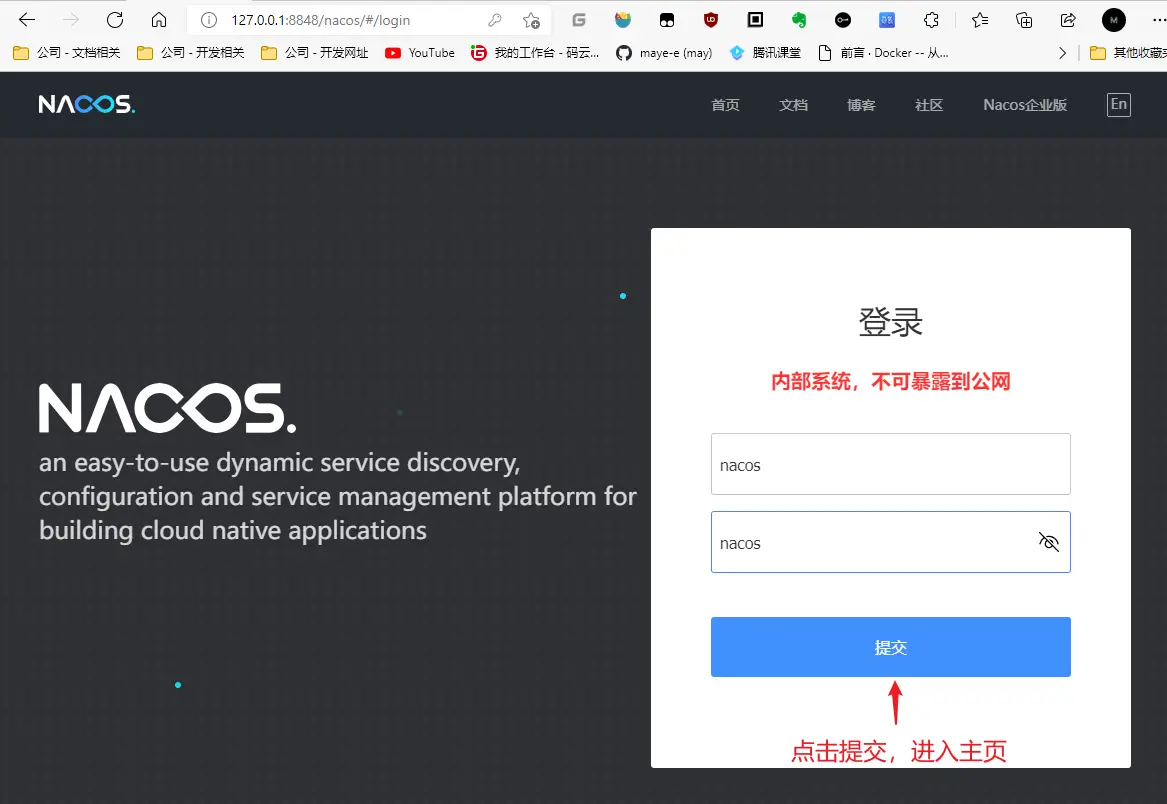 127.0.0.1:8848/nacos/#/login
公司 - 文档相关
公司 - 开发相关
公司 - 开发网址
YouTube
我的工作台 - 码云...
maye-e (may)
腾讯课堂
前言 · Docker -- 从...
其他收藏夹
NACOS.
首页
文档
博客
社区
Nacos企业版
En
NACOS.
an easy-to-use dynamic service discovery,
configuration and service management platform for
building cloud native applications
登录
内部系统，不可暴露到公网
nacos
nacos
提交
点击提交，进入主页